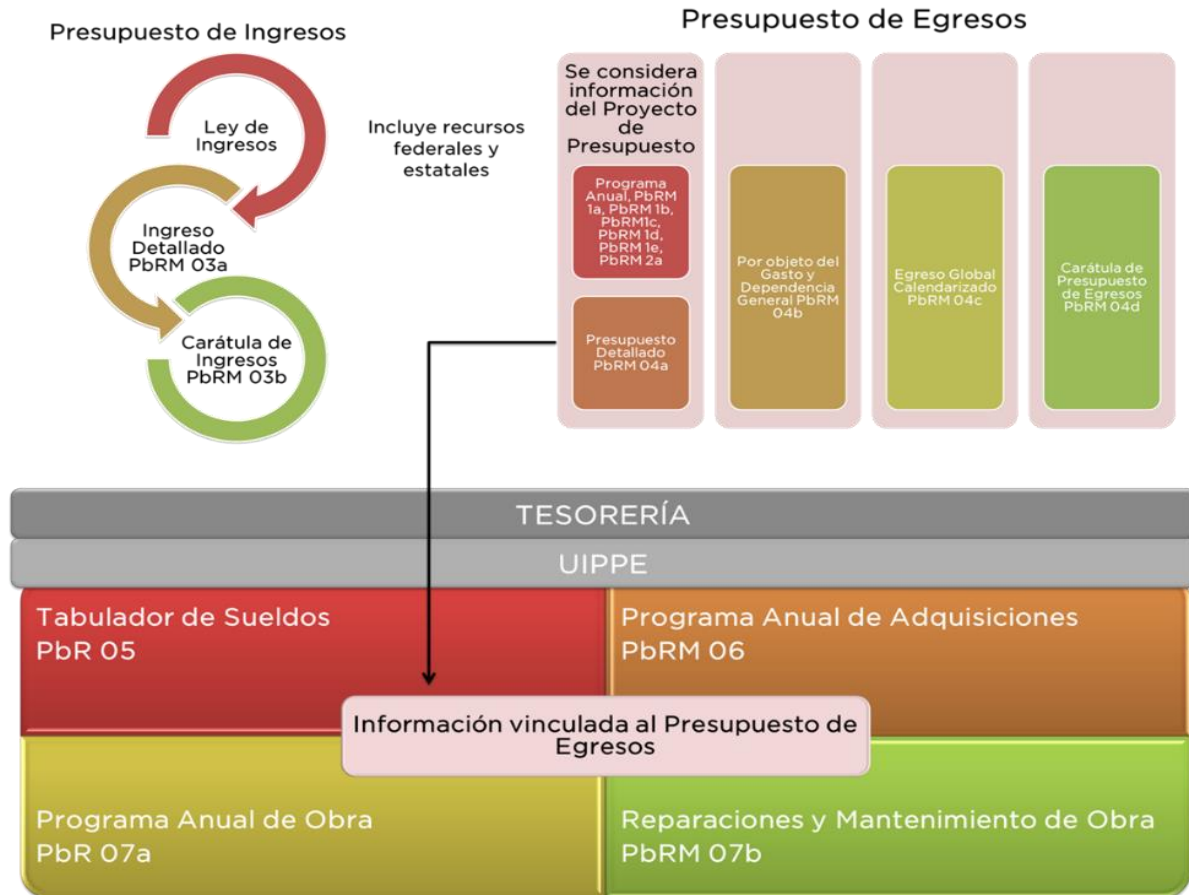 Presupuesto de Ingresos
Ley de
Ingresos
Ingreso
Detallado
PbRM 03a
Carátula de
Ingresos
PbRM 03b
Incluye recursos
federales y
estatales
Presupuesto de Egresos
Se considera
información
del Proyecto
de
Presupuesto
Programa
Anual, PbRM
1a, PbRM 1b,
PbRM1c,
PbRM 1d,
PbRM 1e,
PbRM 2a
Presupuesto
Detallado
PbRM 04a
Por objeto del
Gasto y
Dependencia
General PbRM
04b
Egreso Global
Calendarizado
PbRM 04c
Carátula de
Presupuesto
de Egresos
PbRM 04d
TESORERÍA
UIPPE
Tabulador de Sueldos
PbR 05
Programa Anual de Adquisiciones
PbRM 06
Información vinculada al Presupuesto de
Egresos
Programa Anual de Obra
PbR 07a
Reparaciones y Mantenimiento de Obra
PbRM 07b